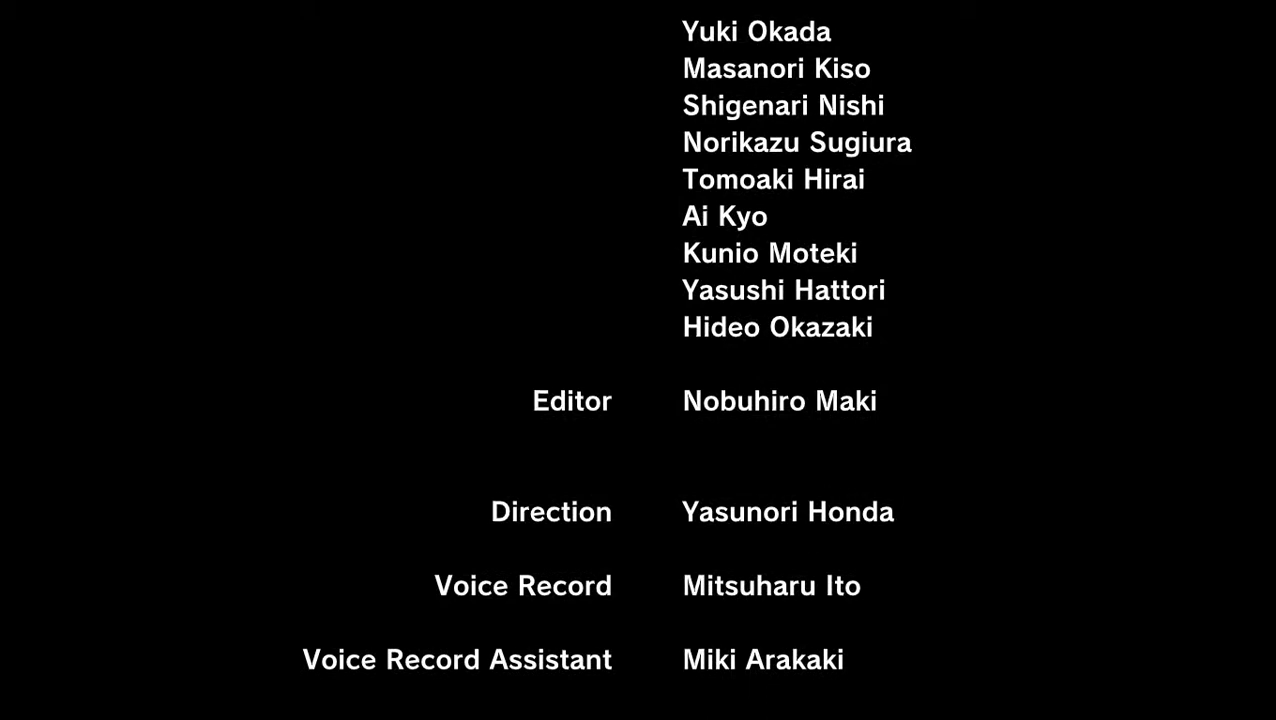 Yuki Okada
Masanori Kiso
Shigenari Nishi
Norikazu Sugiura
Tomoaki Hirai
Ai Kyo
Kunio Moteki
Yasushi Hattori
Hideo Okazaki
Editor Nobuhiro Maki
Direction Yasunori Honda
Voice Record Mitsuharu Ito
Voice Record Assistant Miki Arakaki